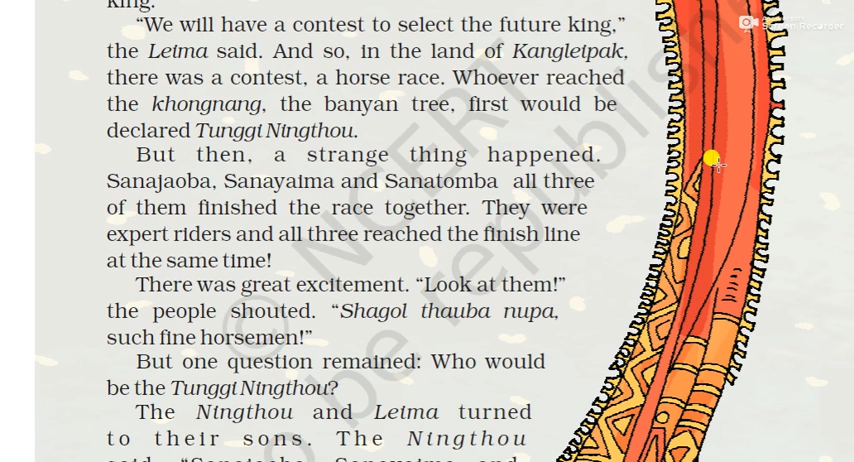 king.
“We will have a contest to select the future king,”
the Leima said. And so, in the land of Kangleipak,
there was a contest, a horse race. Whoever reached
the khongnang, the banyan tree, first would be
declared Tunggi Ningthou.
But then, a strange thing happened.
Sanajaoba, Sanayaima and Sanatomba all three
of them finished the race together. They were
expert riders and all three reached the finish line
at the same time!
There was great excitement. “Look at them!”
the people shouted. “Shagol thauba nupa,
such fine horsemen!”
But one question remained: Who would
be the Tunggi Ningthou?
The Ningthou and Leima turned
to their sons. The Ningthou
© NCERT
be republished
Screen Recorder